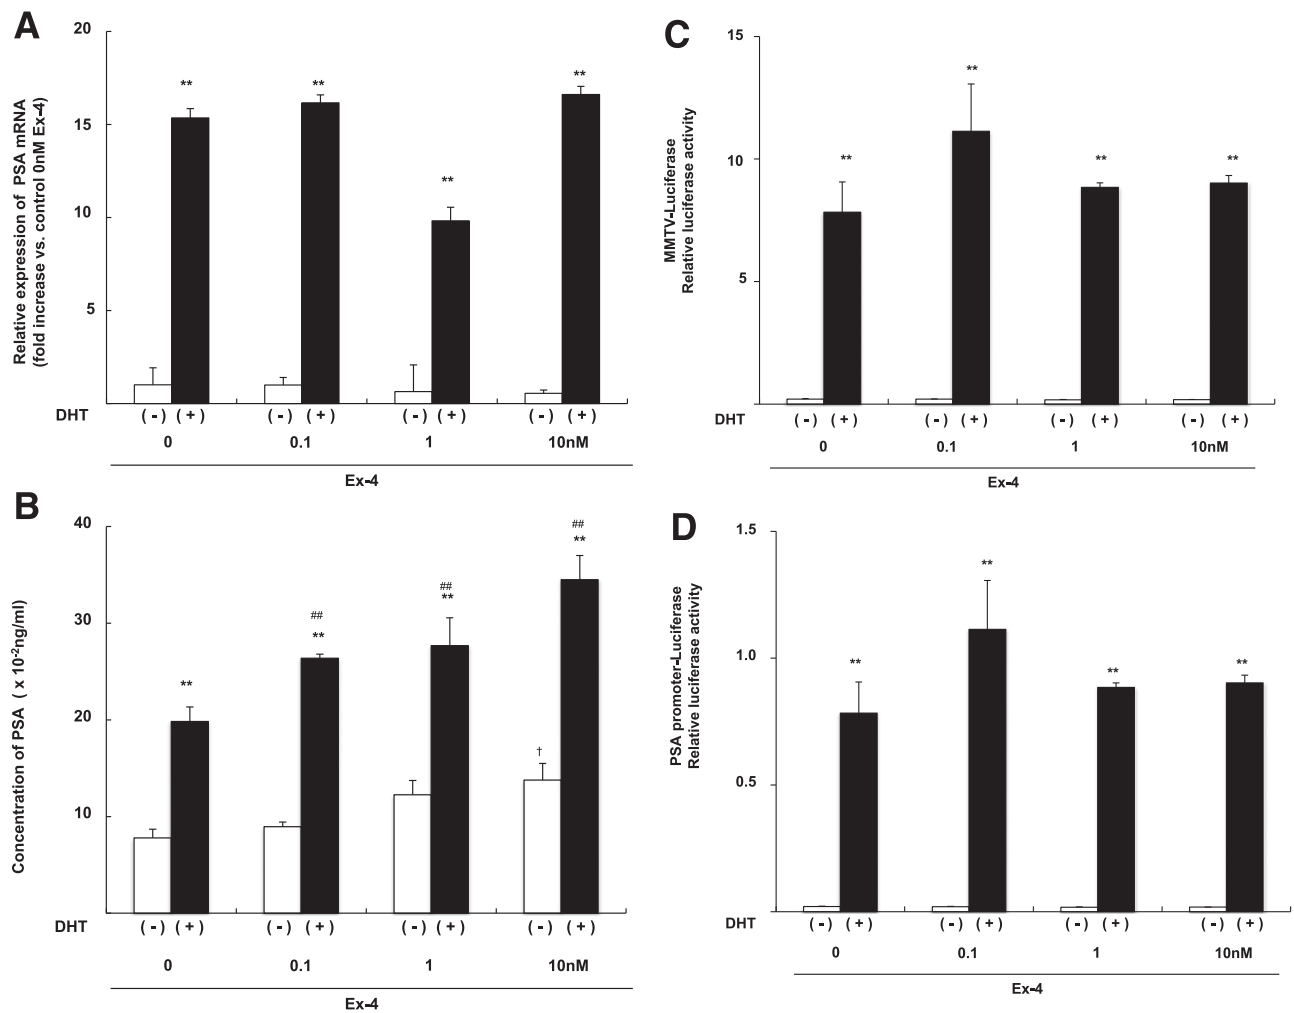 A
Relative expression of PSA mRNA
(fold increase vs. control 0nM Ex-4)
20
15
10
5
** ** ** **
DHT (-) (+) (-) (+) (-) (+) (-) (+)
0 0.1 1 10nM
Ex-4
B
Concentration of PSA ( x 10-2ng/ml)
40
30
20
10
** ## ** ## ** † ## **
DHT (-) (+) (-) (+) (-) (+) (-) (+)
0 0.1 1 10nM
Ex-4
C
MMTV-Luciferase
Relative luciferase activity
15
10
5
** ** ** **
DHT (-) (+) (-) (+) (-) (+) (-) (+)
0 0.1 1 10nM
Ex-4
D
PSA promoter-Luciferase
Relative luciferase activity
1.5
1.0
0.5
** ** ** **
DHT (-) (+) (-) (+) (-) (+) (-) (+)
0 0.1 1 10nM
Ex-4